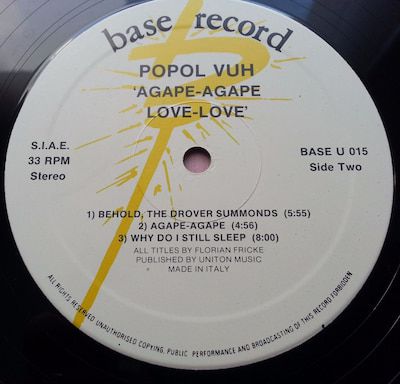 base record
POPOL VUH
'AGAPE-AGAPE
LOVE-LOVE'
S.I.A.E.
33 RPM
Stereo
BASE U 015
Side Two
1) BEHOLD, THE DROVER SUMMONDS (5:55)
2) AGAPE-AGAPE (4:56)
3) WHY DO I STILL SLEEP (8:00)
ALL TITLES BY FLORIAN FRICKE
PUBLISHED BY UNITON MUSIC
MADE IN ITALY
ALL RIGHTS RESERVED UNAUTHORISED COPYING, PUBLIC PERFORMANCE AND BROADCASTING OF THIS RECORD FORBIDDEN